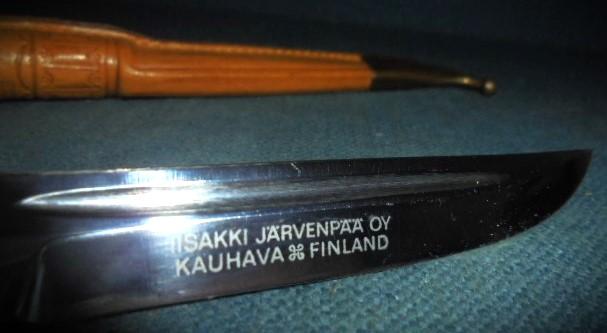 IISAKKI JÄRVENPÄÄ OY
KAUHAVA ⌘ FINLAND